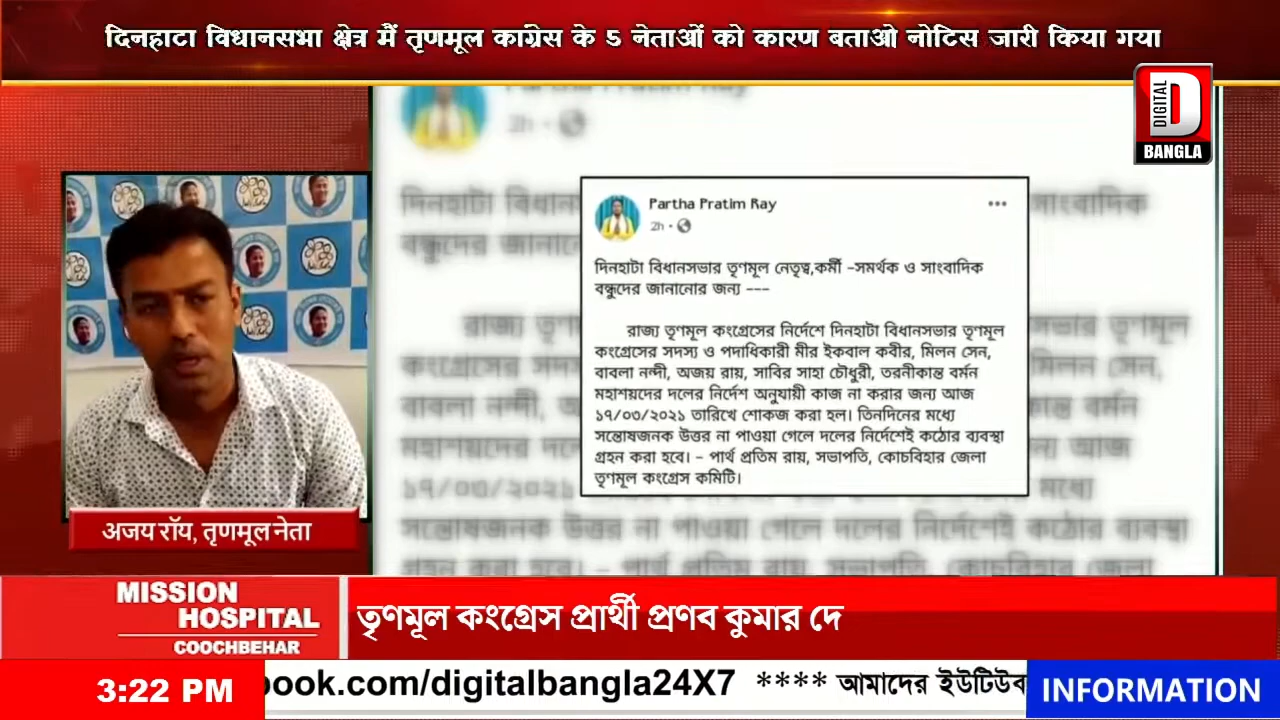 दिनहाटा विधानसभा क्षेत्र मैं तृणमूल कांग्रेस के 5 नेताओं को कारण बताओ नोटिस जारी किया गया
DIGITAL
BANGLA
Partha Pratim Ray
2h
দিনহাটা বিধানসভার তৃণমূল নেতৃত্ব,কর্মী -সমর্থক ও সাংবাদিক
বন্ধুদের জানানোর জন্য ---
রাজ্য তৃণমূল কংগ্রেসের নির্দেশে দিনহাটা বিধানসভার তৃণমূল
কংগ্রেসের সদস্য ও পদাধিকারী মীর ইকবাল কবীর, মিলন সেন,
বাবলা নন্দী, অজয় রায়, সাবির সাহা চৌধুরী, তরনীকান্ত বর্মন
মহাশয়দের দলের নির্দেশ অনুযায়ী কাজ না করার জন্য আজ
১৭/০৩/২০২১ তারিখে শোকজ করা হল। তিনদিনের মধ্যে
সন্তোষজনক উত্তর না পাওয়া গেলে দলের নির্দেশেই কঠোর ব্যবস্থা
গ্রহন করা হবে। - পার্থ প্রতিম রায়, সভাপতি, কোচবিহার জেলা
তৃণমূল কংগ্রেস কমিটি।
अजय रॉय, तृणमूल नेता
MISSION
HOSPITAL
COOCHBEHAR
তৃণমূল কংগ্রেস প্রার্থী প্রণব কুমার দে
3:22 PM
book.com/digitalbangla24X7 **** আমাদের ইউটিউব
INFORMATION